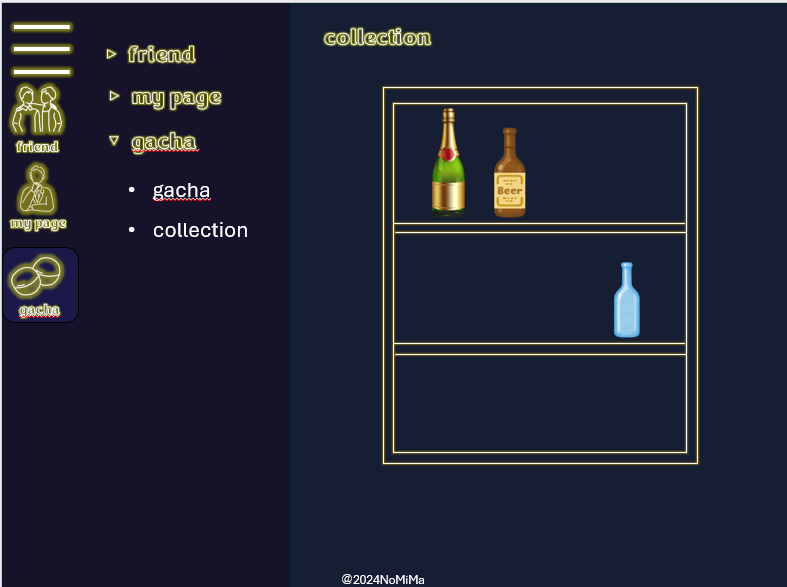 friend
my page
gacha
friend
my page
gacha
gacha
collection
collection
Beer
@2024NoMiMa